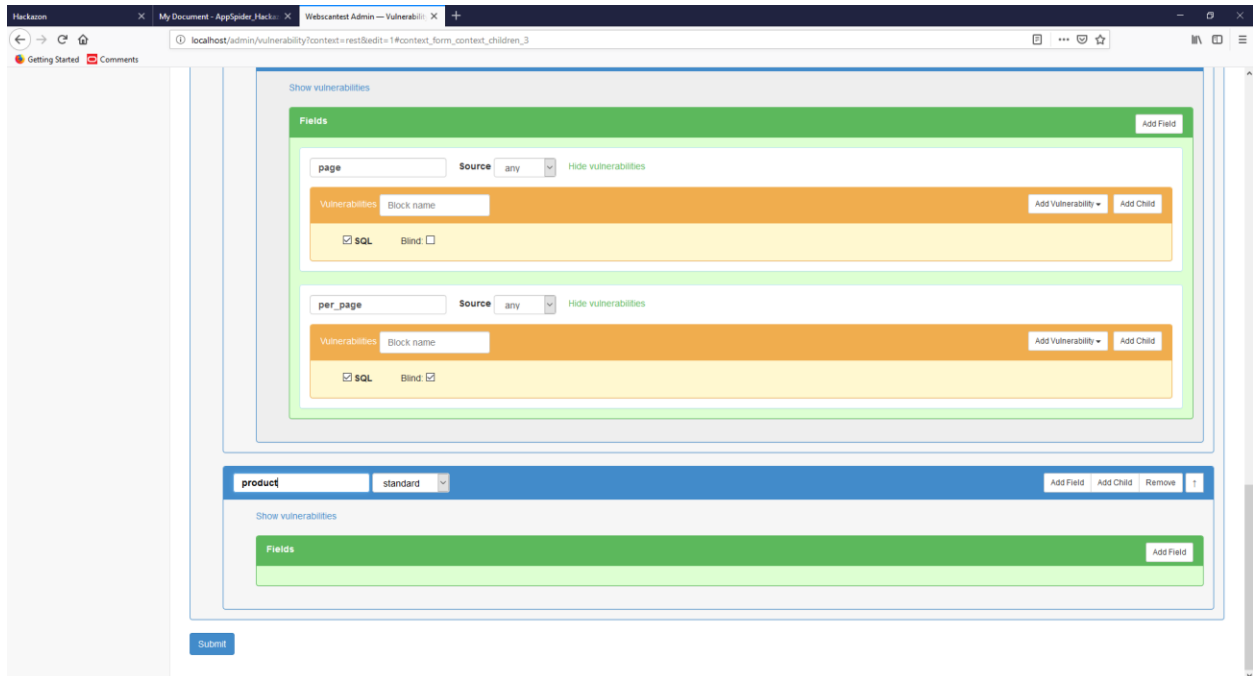 Hackazon
My Document - AppSpider_Hackaz
Webscantest Admin — Vulnerabilit
localhost/admin/vulnerability?context=rest&edit=1#context_form_context_children_3
Getting Started Comments
Show vulnerabilities
Fields Add Field
page Source any Hide vulnerabilities
Vulnerabilities Block name Add Vulnerability Add Child
SQL Blind:
per_page Source any Hide vulnerabilities
Vulnerabilities Block name Add Vulnerability Add Child
SQL Blind:
product standard Add Field Add Child Remove ↑
Show vulnerabilities
Fields Add Field
Submit